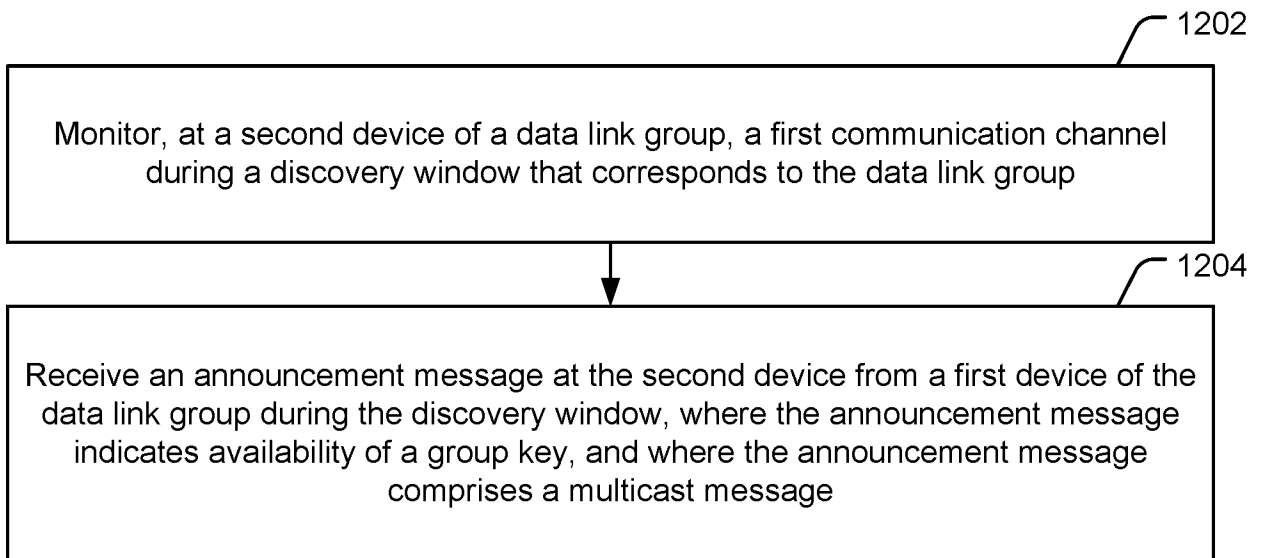 1202
Monitor, at a second device of a data link group, a first communication channel
during a discovery window that corresponds to the data link group
1204
Receive an announcement message at the second device from a first device of the
data link group during the discovery window, where the announcement message
indicates availability of a group key, and where the announcement message
comprises a multicast message